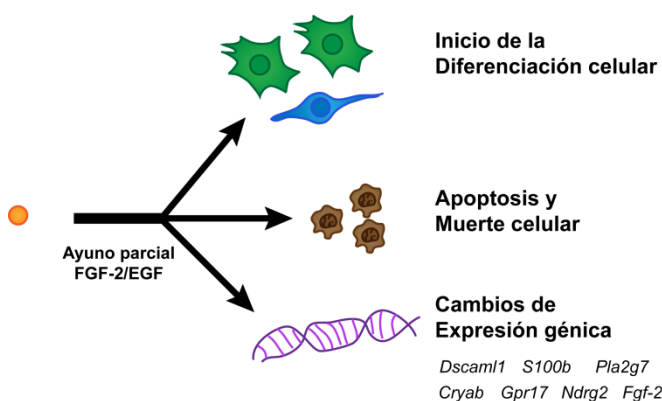 Inicio de la
Diferenciación celular
Ayuno parcial
FGF-2/EGF
Apoptosis y
Muerte celular
Cambios de
Expresión génica
Dscaml1 S100b Pla2g7
Cryab Gpr17 Ndrg2 Fgf-2